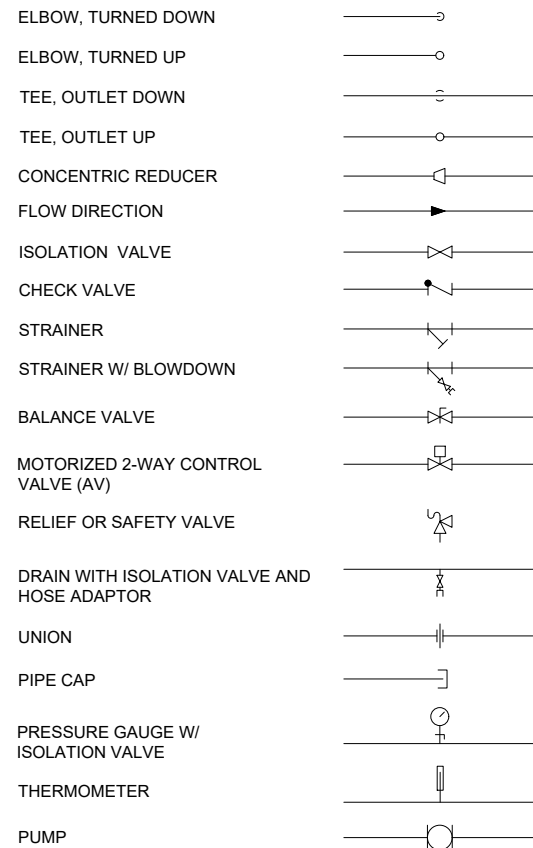 ELBOW, TURNED DOWN
ELBOW, TURNED UP
TEE, OUTLET DOWN
TEE, OUTLET UP
CONCENTRIC REDUCER
FLOW DIRECTION
ISOLATION VALVE
CHECK VALVE
STRAINER
STRAINER W/ BLOWDOWN
BALANCE VALVE
MOTORIZED 2-WAY CONTROL
VALVE (AV)
RELIEF OR SAFETY VALVE
DRAIN WITH ISOLATION VALVE AND
HOSE ADAPTOR
UNION
PIPE CAP
PRESSURE GAUGE W/
ISOLATION VALVE
THERMOMETER
PUMP